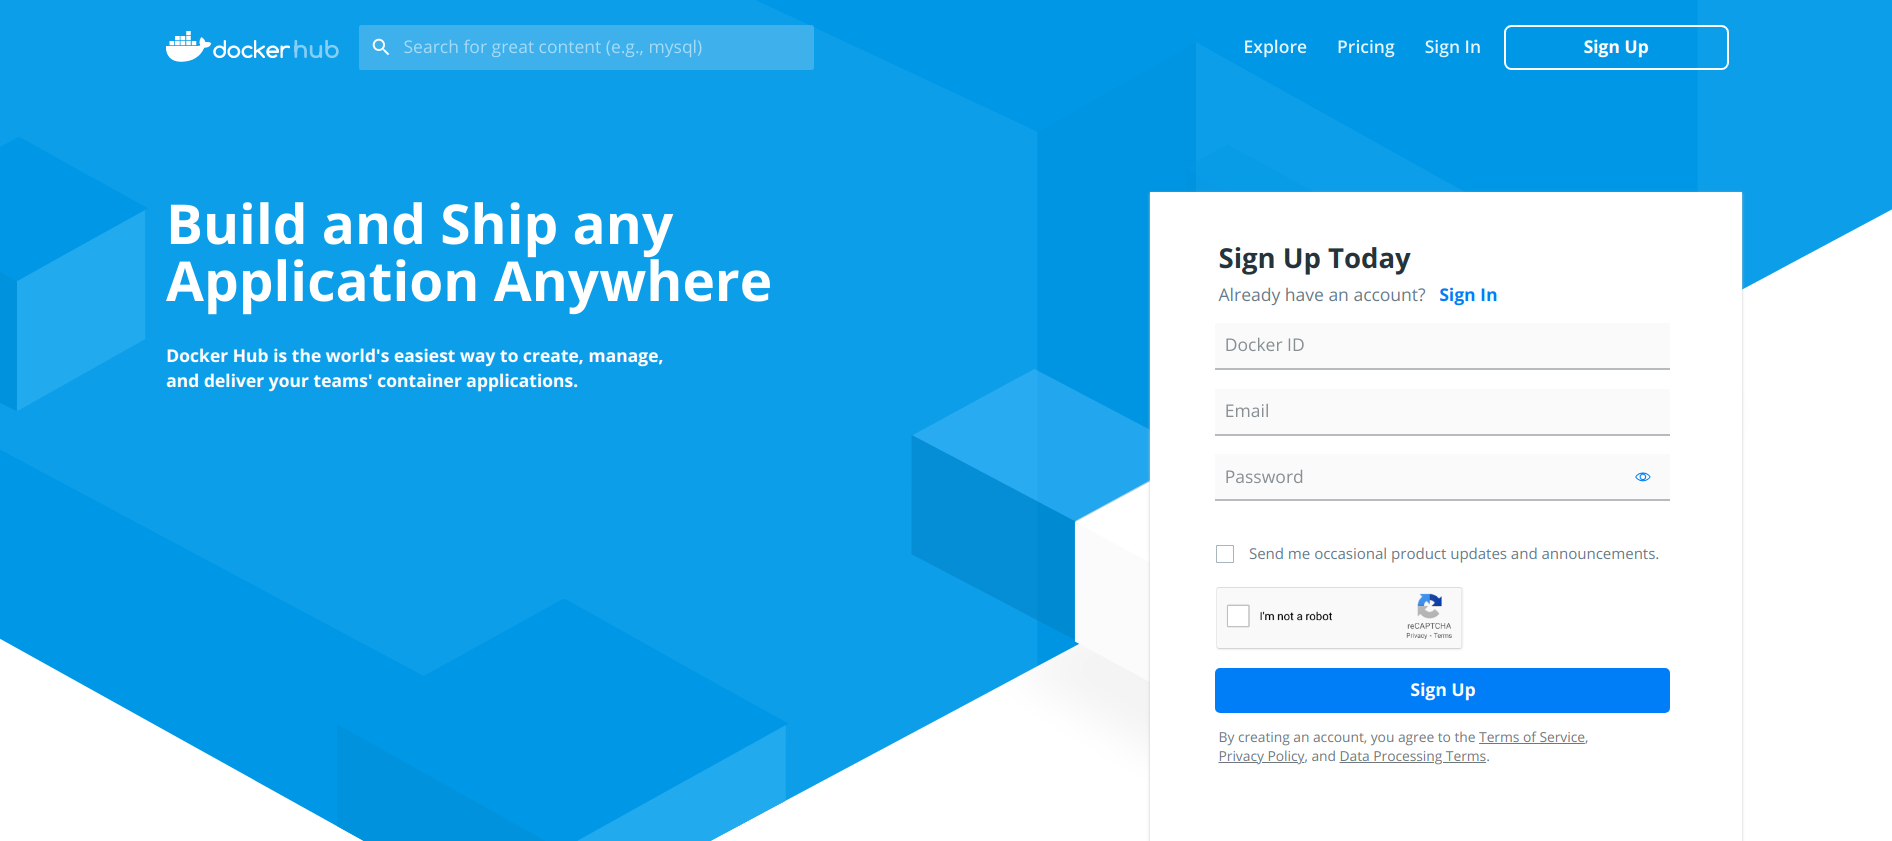 docker hub
Search for great content (e.g., mysql)
Explore
Pricing
Sign In
Sign Up
Build and Ship any
Application Anywhere
Docker Hub is the world's easiest way to create, manage,
and deliver your teams' container applications.
Sign Up Today
Already have an account? Sign In
Docker ID
Email
Password
Send me occasional product updates and announcements.
I'm not a robot
reCAPTCHA
Privacy - Terms
Sign Up
By creating an account, you agree to the Terms of Service,
Privacy Policy, and Data Processing Terms.